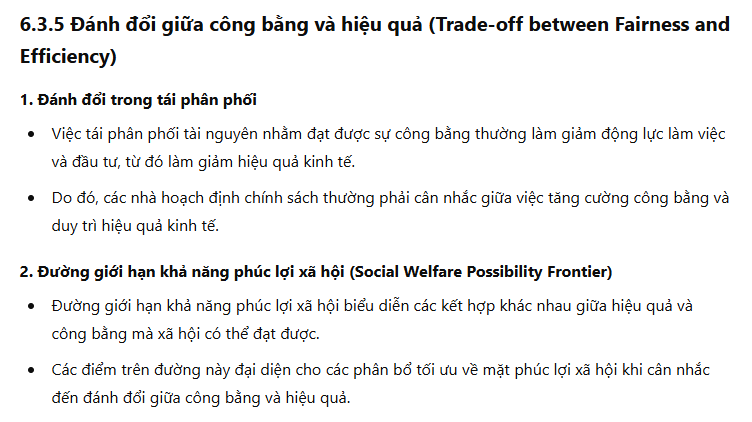 6.3.5 Đánh đổi giữa công bằng và hiệu quả (Trade-off between Fairness and
Efficiency)
1. Đánh đổi trong tái phân phối
• Việc tái phân phối tài nguyên nhằm đạt được sự công bằng thường làm giảm động lực làm việc
và đầu tư, từ đó làm giảm hiệu quả kinh tế.
• Do đó, các nhà hoạch định chính sách thường phải cân nhắc giữa việc tăng cường công bằng và
duy trì hiệu quả kinh tế.
2. Đường giới hạn khả năng phúc lợi xã hội (Social Welfare Possibility Frontier)
• Đường giới hạn khả năng phúc lợi xã hội biểu diễn các kết hợp khác nhau giữa hiệu quả và
công bằng mà xã hội có thể đạt được.
• Các điểm trên đường này đại diện cho các phân bổ tối ưu về mặt phúc lợi xã hội khi cân nhắc
đến đánh đổi giữa công bằng và hiệu quả.